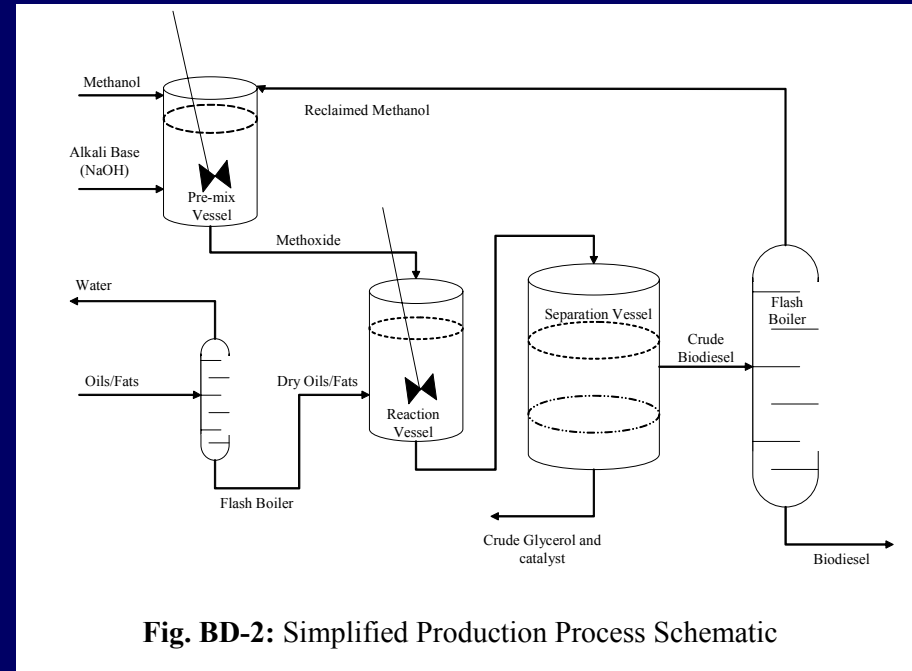 Methanol
Reclaimed Methanol
Alkali Base
(NaOH)
Pre-mix
Vessel
Methoxide
Water
Separation Vessel
Flash
Boiler
Crude
Biodiesel
Oils/Fats
Dry Oils/Fats
Reaction
Vessel
Flash Boiler
Crude Glycerol and
catalyst
Biodiesel
Fig. BD-2: Simplified Production Process Schematic